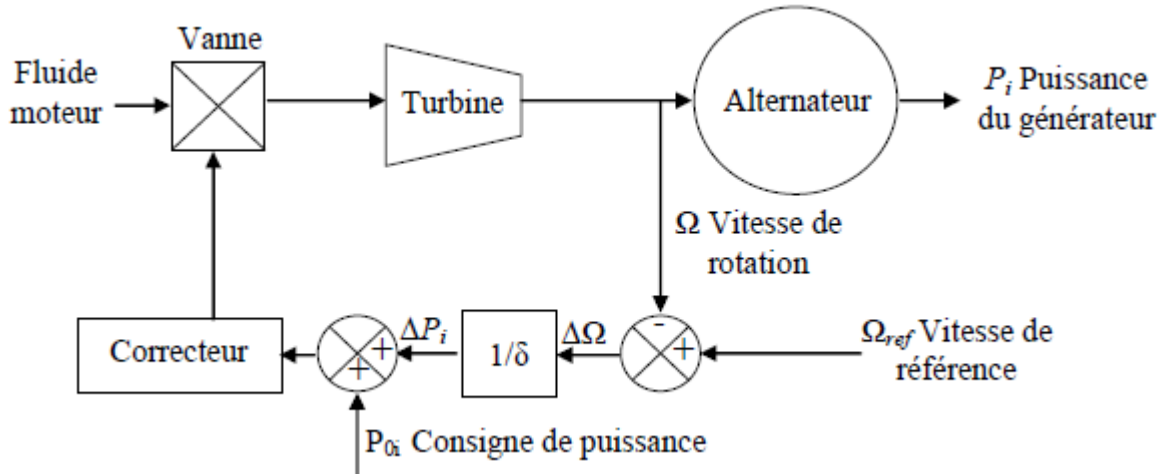 Vanne
Fluide
moteur
Turbine
Alternateur
P_i Puissance
du générateur
Ω Vitesse de
rotation
Correcteur
+
+
ΔP_i
1/δ
ΔΩ
-
+
Ω_ref Vitesse de
référence
P_0i Consigne de puissance